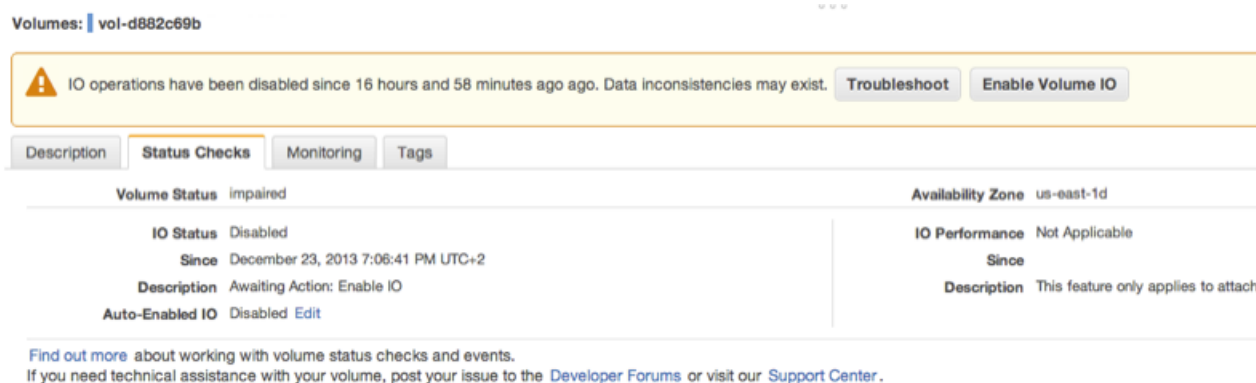 Volumes: vol-d882c69b
IO operations have been disabled since 16 hours and 58 minutes ago ago. Data inconsistencies may exist. Troubleshoot Enable Volume IO
Description Status Checks Monitoring Tags
Volume Status impaired Availability Zone us-east-1d
IO Status Disabled IO Performance Not Applicable
Since December 23, 2013 7:06:41 PM UTC+2 Since
Description Awaiting Action: Enable IO Description This feature only applies to attach
Auto-Enabled IO Disabled Edit
Find out more about working with volume status checks and events.
If you need technical assistance with your volume, post your issue to the Developer Forums or visit our Support Center.